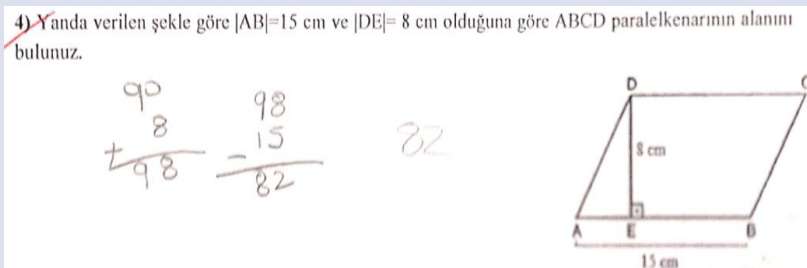 4) Yanda verilen şekle göre |AB|=15 cm ve |DE|= 8 cm olduğuna göre ABCD paralelkenarının alanını
bulunuz.
90
8
+
98
98
15
-
82
82
D
C
8 cm
A E B
15 cm